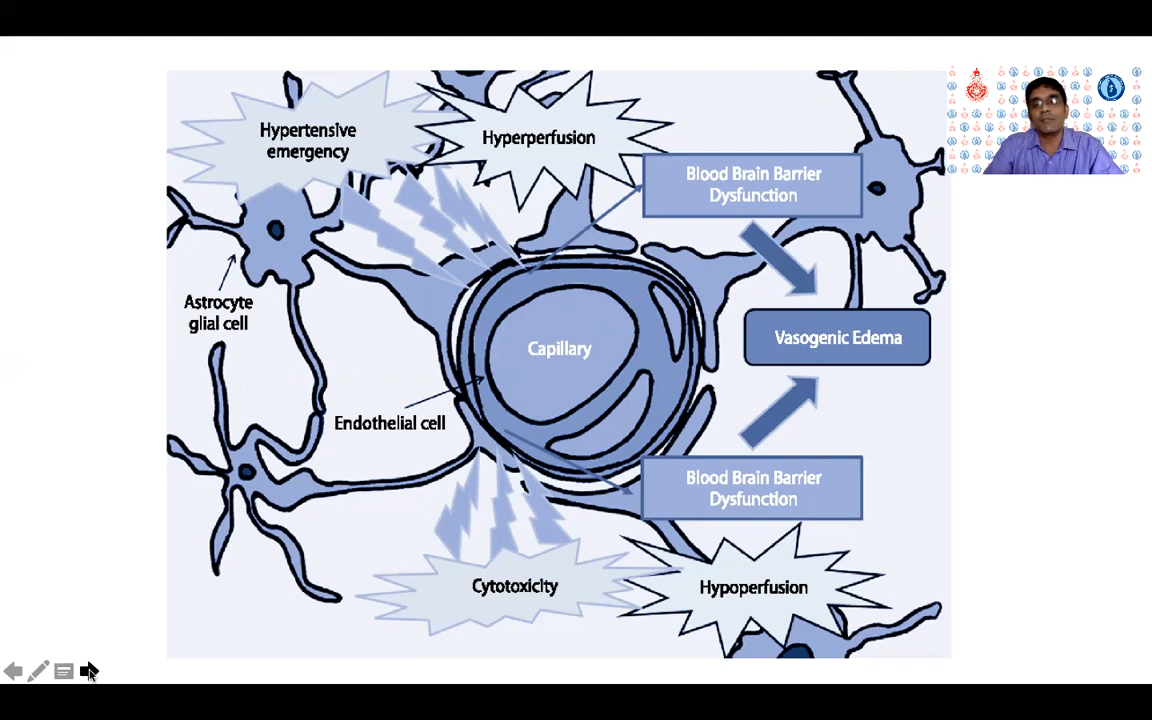 Hypertensive
emergency
Hyperperfusion
Blood Brain Barrier
Dysfunction
Astrocyte
glial cell
Capillary
Vasogenic Edema
Endothelial cell
Blood Brain Barrier
Dysfunction
Cytotoxicity
Hypoperfusion